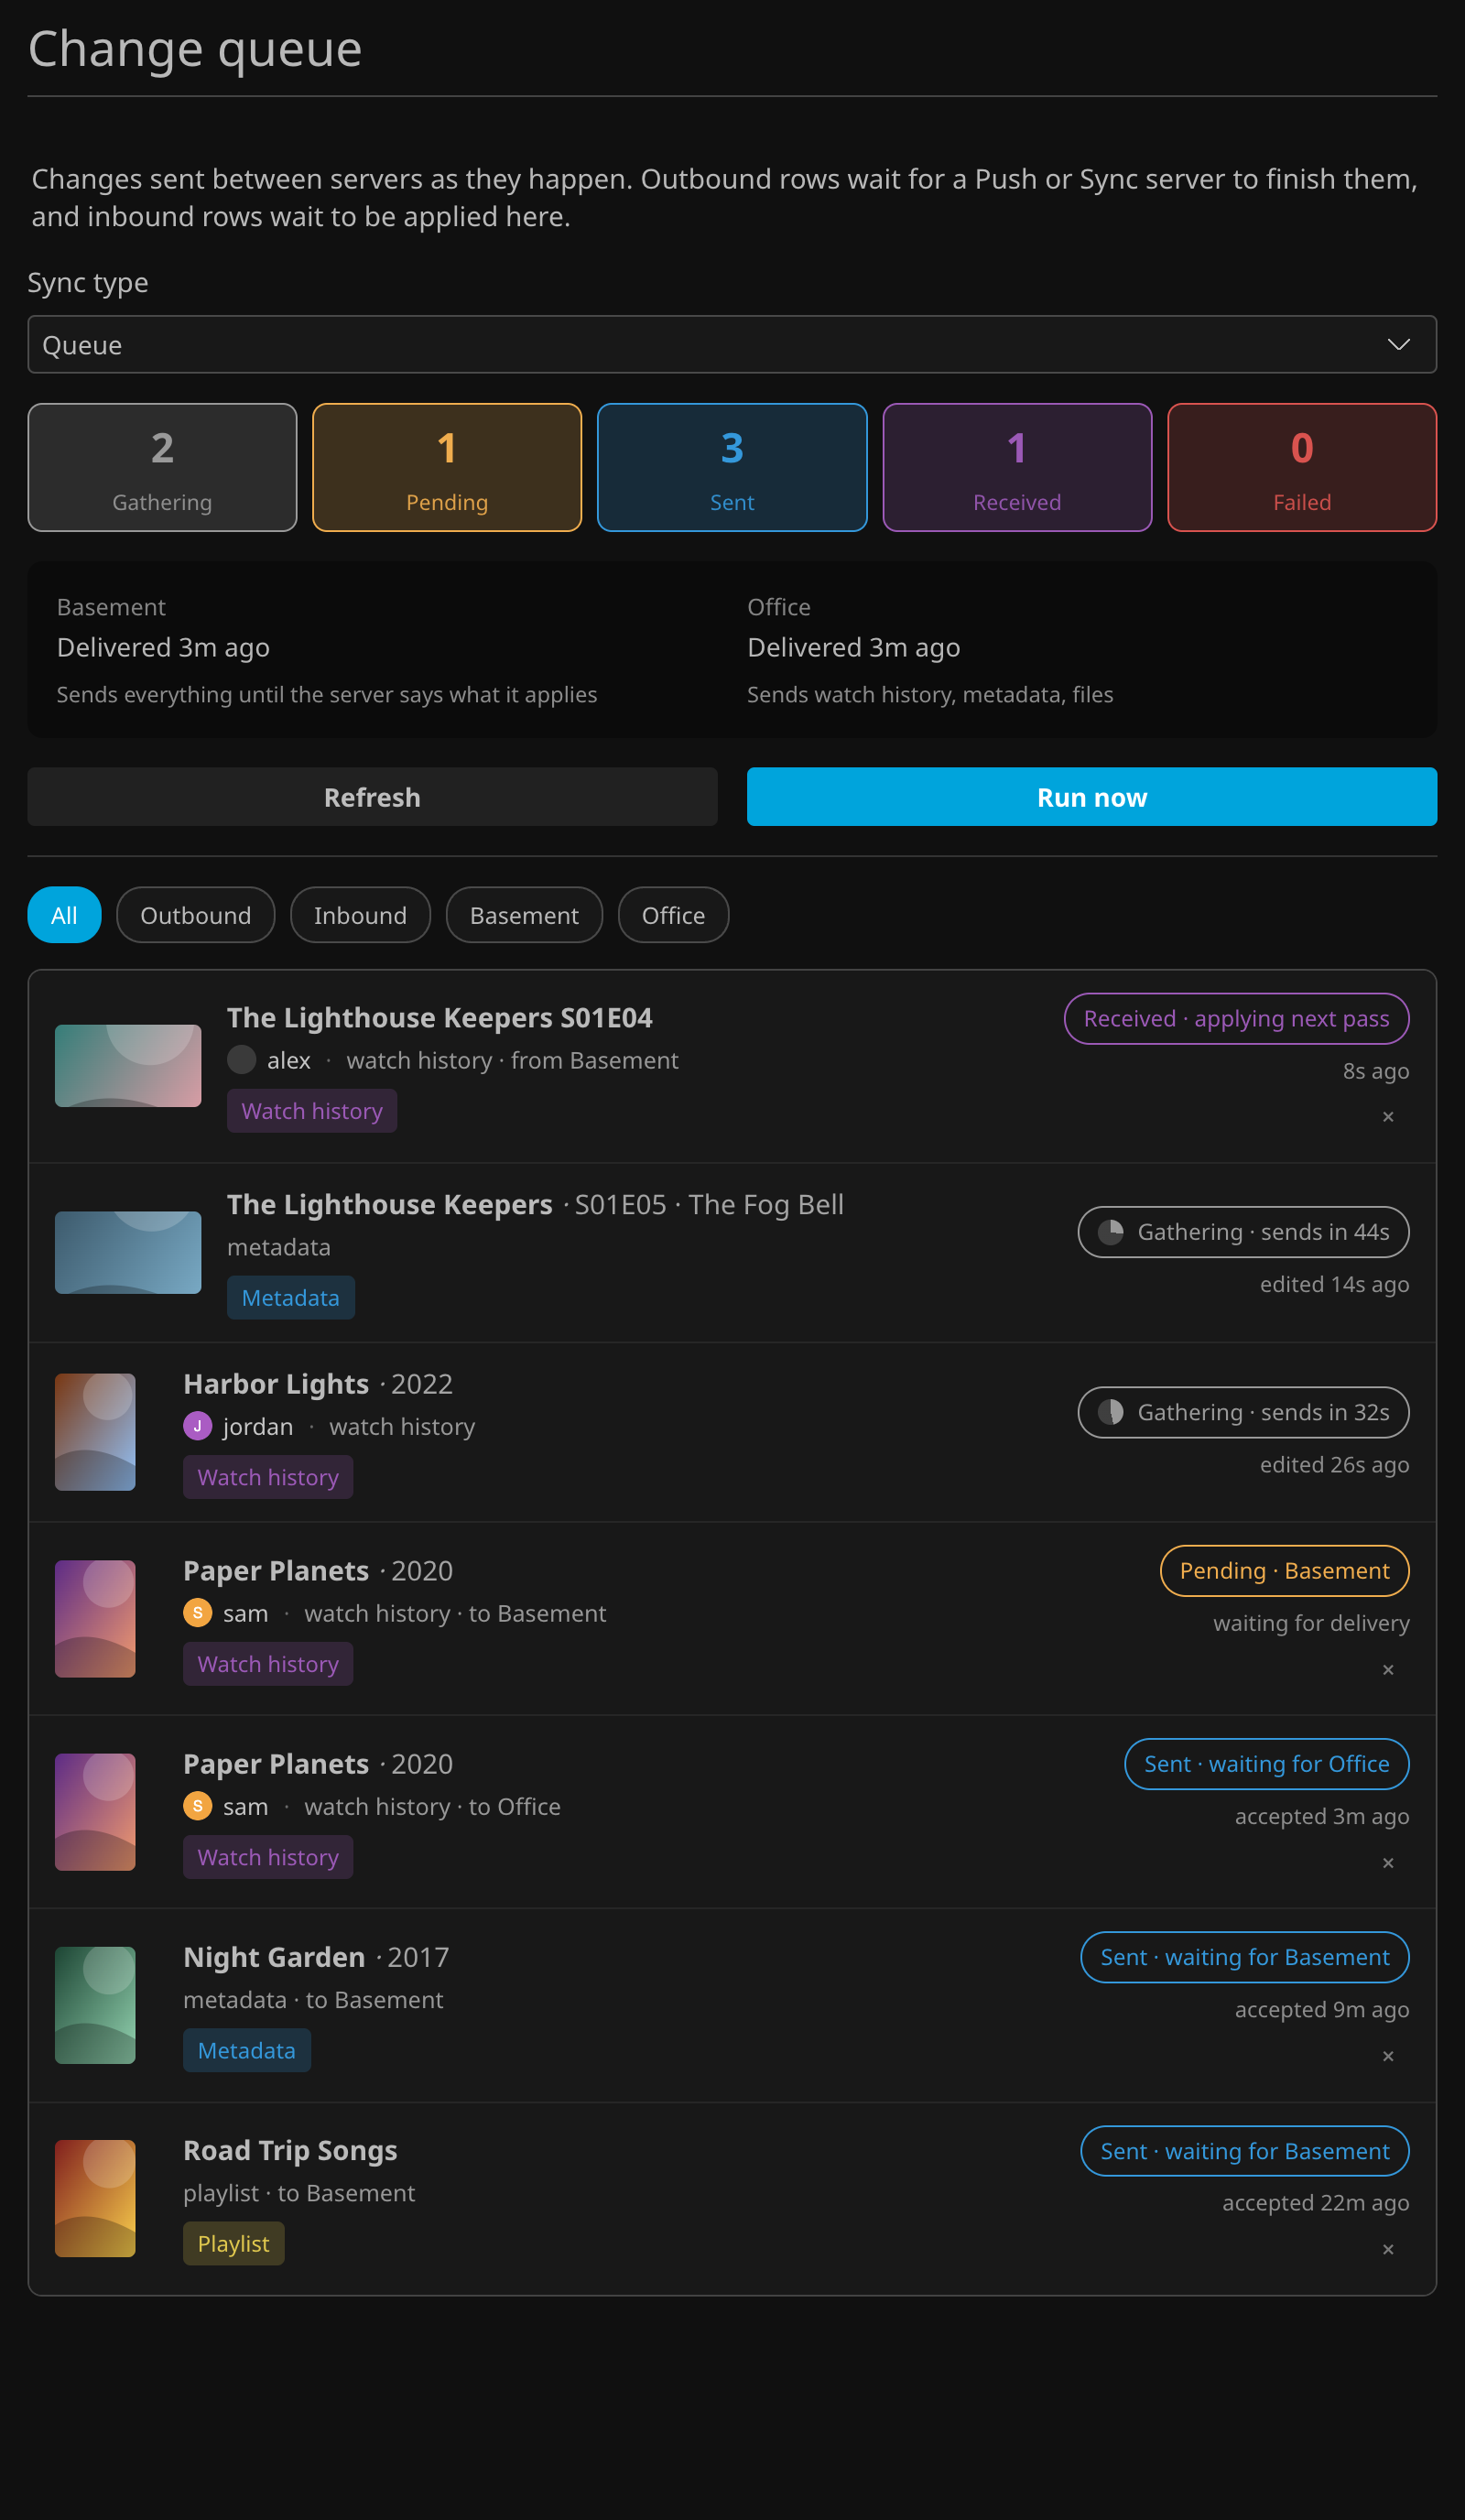 Change queue
Changes sent between servers as they happen. Outbound rows wait for a Push or Sync server to finish them,
and inbound rows wait to be applied here.
Sync type
Queue
2 1 3 1 0
Gathering Pending Sent Received Failed
Basement Office
Delivered 3m ago Delivered 3m ago
Sends everything until the server says what it applies Sends watch history, metadata, files
Refresh Run now
All Outbound Inbound Basement Office
The Lighthouse Keepers S01E04 Received · applying next pass
alex · watch history · from Basement 8s ago
Watch history ×
The Lighthouse Keepers · S01E05 · The Fog Bell
Gathering · sends in 44s
metadata
edited 14s ago
Metadata
Harbor Lights · 2022
Gathering · sends in 32s
J jordan · watch history
edited 26s ago
Watch history
Paper Planets · 2020 Pending · Basement
S sam · watch history · to Basement waiting for delivery
Watch history ×
Paper Planets · 2020 Sent · waiting for Office
S sam · watch history · to Office accepted 3m ago
Watch history ×
Night Garden · 2017 Sent · waiting for Basement
metadata · to Basement accepted 9m ago
Metadata ×
Road Trip Songs Sent · waiting for Basement
playlist · to Basement accepted 22m ago
Playlist ×